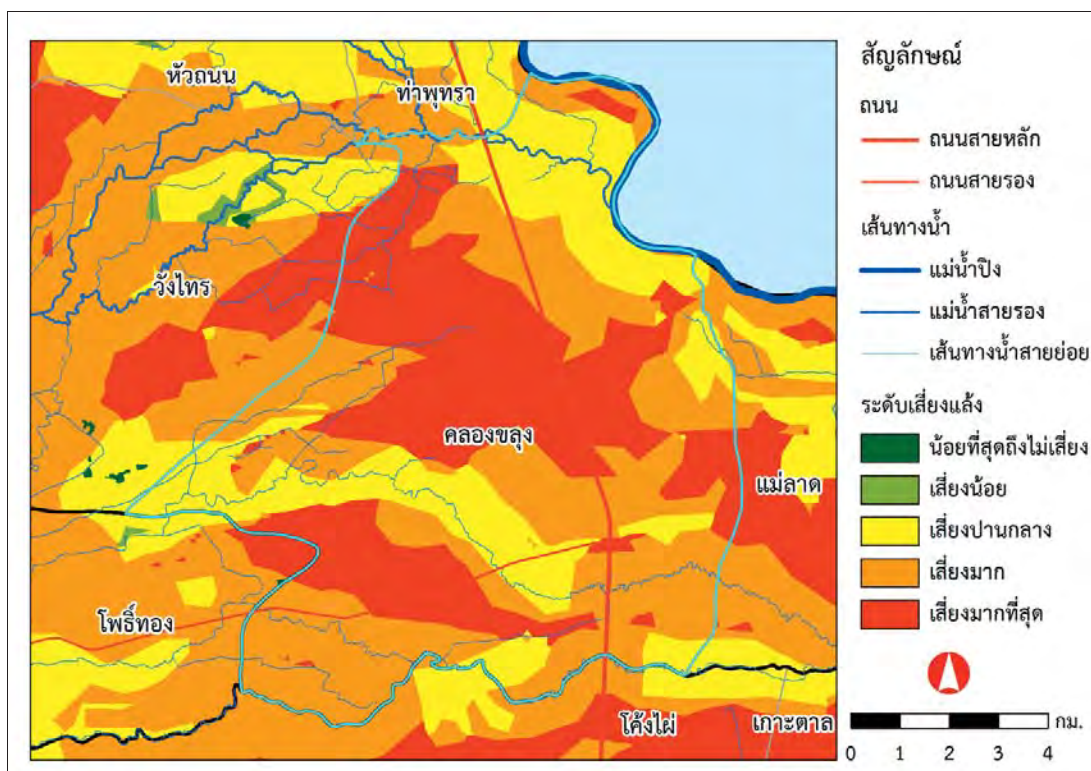 หัวถนน
ท่าพุทรา
วังไทร
คลองขลุง
แม่ลาด
โพธิ์ทอง
โค้งไผ่
เกาะตาล
สัญลักษณ์
ถนน
ถนนสายหลัก
ถนนสายรอง
เส้นทางน้ำ
แม่น้ำปิง
แม่น้ำสายรอง
เส้นทางน้ำสายย่อย
ระดับเสี่ยงแล้ง
น้อยที่สุดถึงไม่เสี่ยง
เสี่ยงน้อย
เสี่ยงปานกลาง
เสี่ยงมาก
เสี่ยงมากที่สุด
กม.
0 1 2 3 4